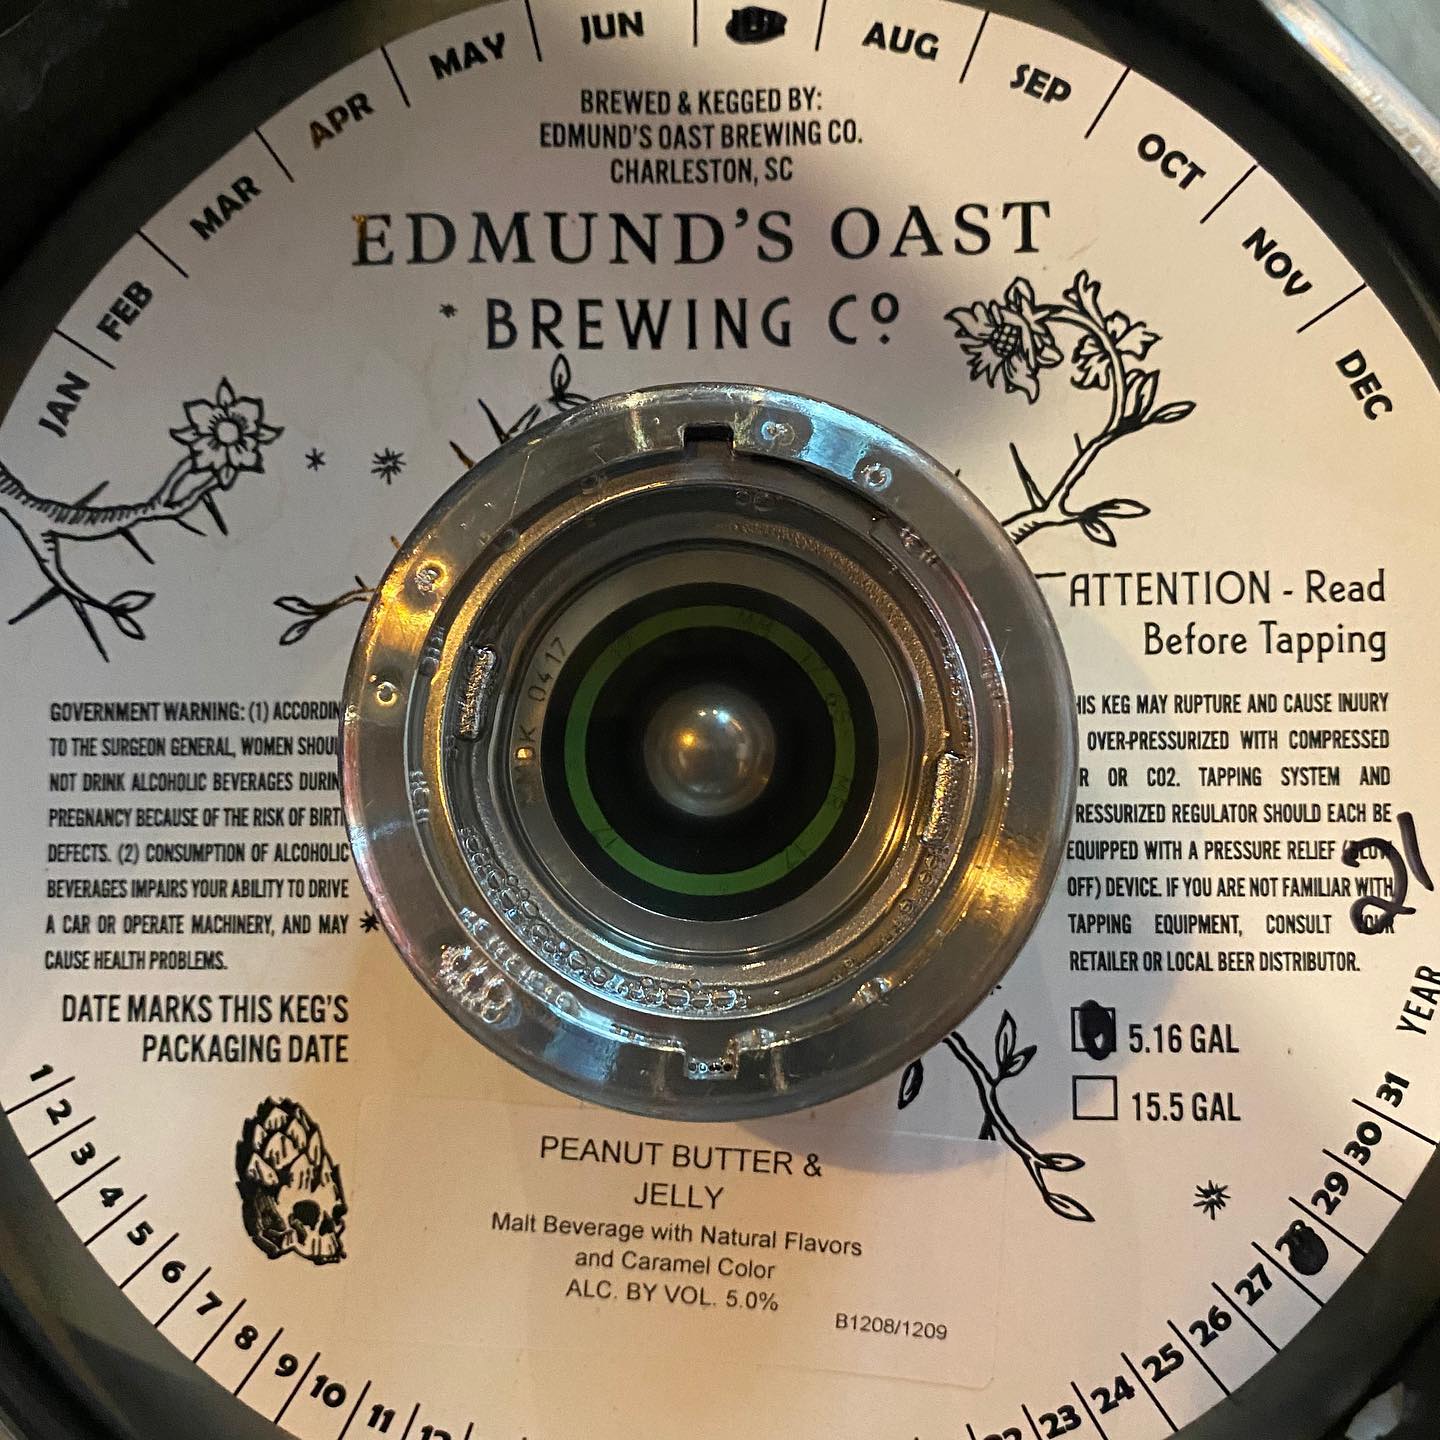 JAN
FEB
MAR
APR
MAY
JUN
AUG
SEP
OCT
NOV
DEC
BREWED & KEGGED BY:
EDMUND'S OAST BREWING CO.
CHARLESTON, SC
EDMUND'S OAST
BREWING Cº
GOVERNMENT WARNING: (1) ACCORDIN
TO THE SURGEON GENERAL, WOMEN SHOUL
NOT DRINK ALCOHOLIC BEVERAGES DURIN
PREGNANCY BECAUSE OF THE RISK OF BIRT
DEFECTS. (2) CONSUMPTION OF ALCOHOLIC
BEVERAGES IMPAIRS YOUR ABILITY TO DRIVE
A CAR OR OPERATE MACHINERY, AND MAY
CAUSE HEALTH PROBLEMS.
DATE MARKS THIS KEG'S
PACKAGING DATE
0417
ATTENTION - Read
Before Tapping
HIS KEG MAY RUPTURE AND CAUSE INJURY
OVER-PRESSURIZED WITH COMPRESSED
R OR CO2. TAPPING SYSTEM AND
RESSURIZED REGULATOR SHOULD EACH BE
EQUIPPED WITH A PRESSURE RELIEF (BLOW
OFF) DEVICE. IF YOU ARE NOT FAMILIAR WITH
TAPPING EQUIPMENT, CONSULT YOUR
RETAILER OR LOCAL BEER DISTRIBUTOR.
21
YEAR
5.16 GAL
15.5 GAL
PEANUT BUTTER &
JELLY
Malt Beverage with Natural Flavors
and Caramel Color
ALC. BY VOL. 5.0%
B1208/1209
1
2
3
4
5
6
7
8
9
10
11
12
22
23
24
25
26
27
28
29
30
31